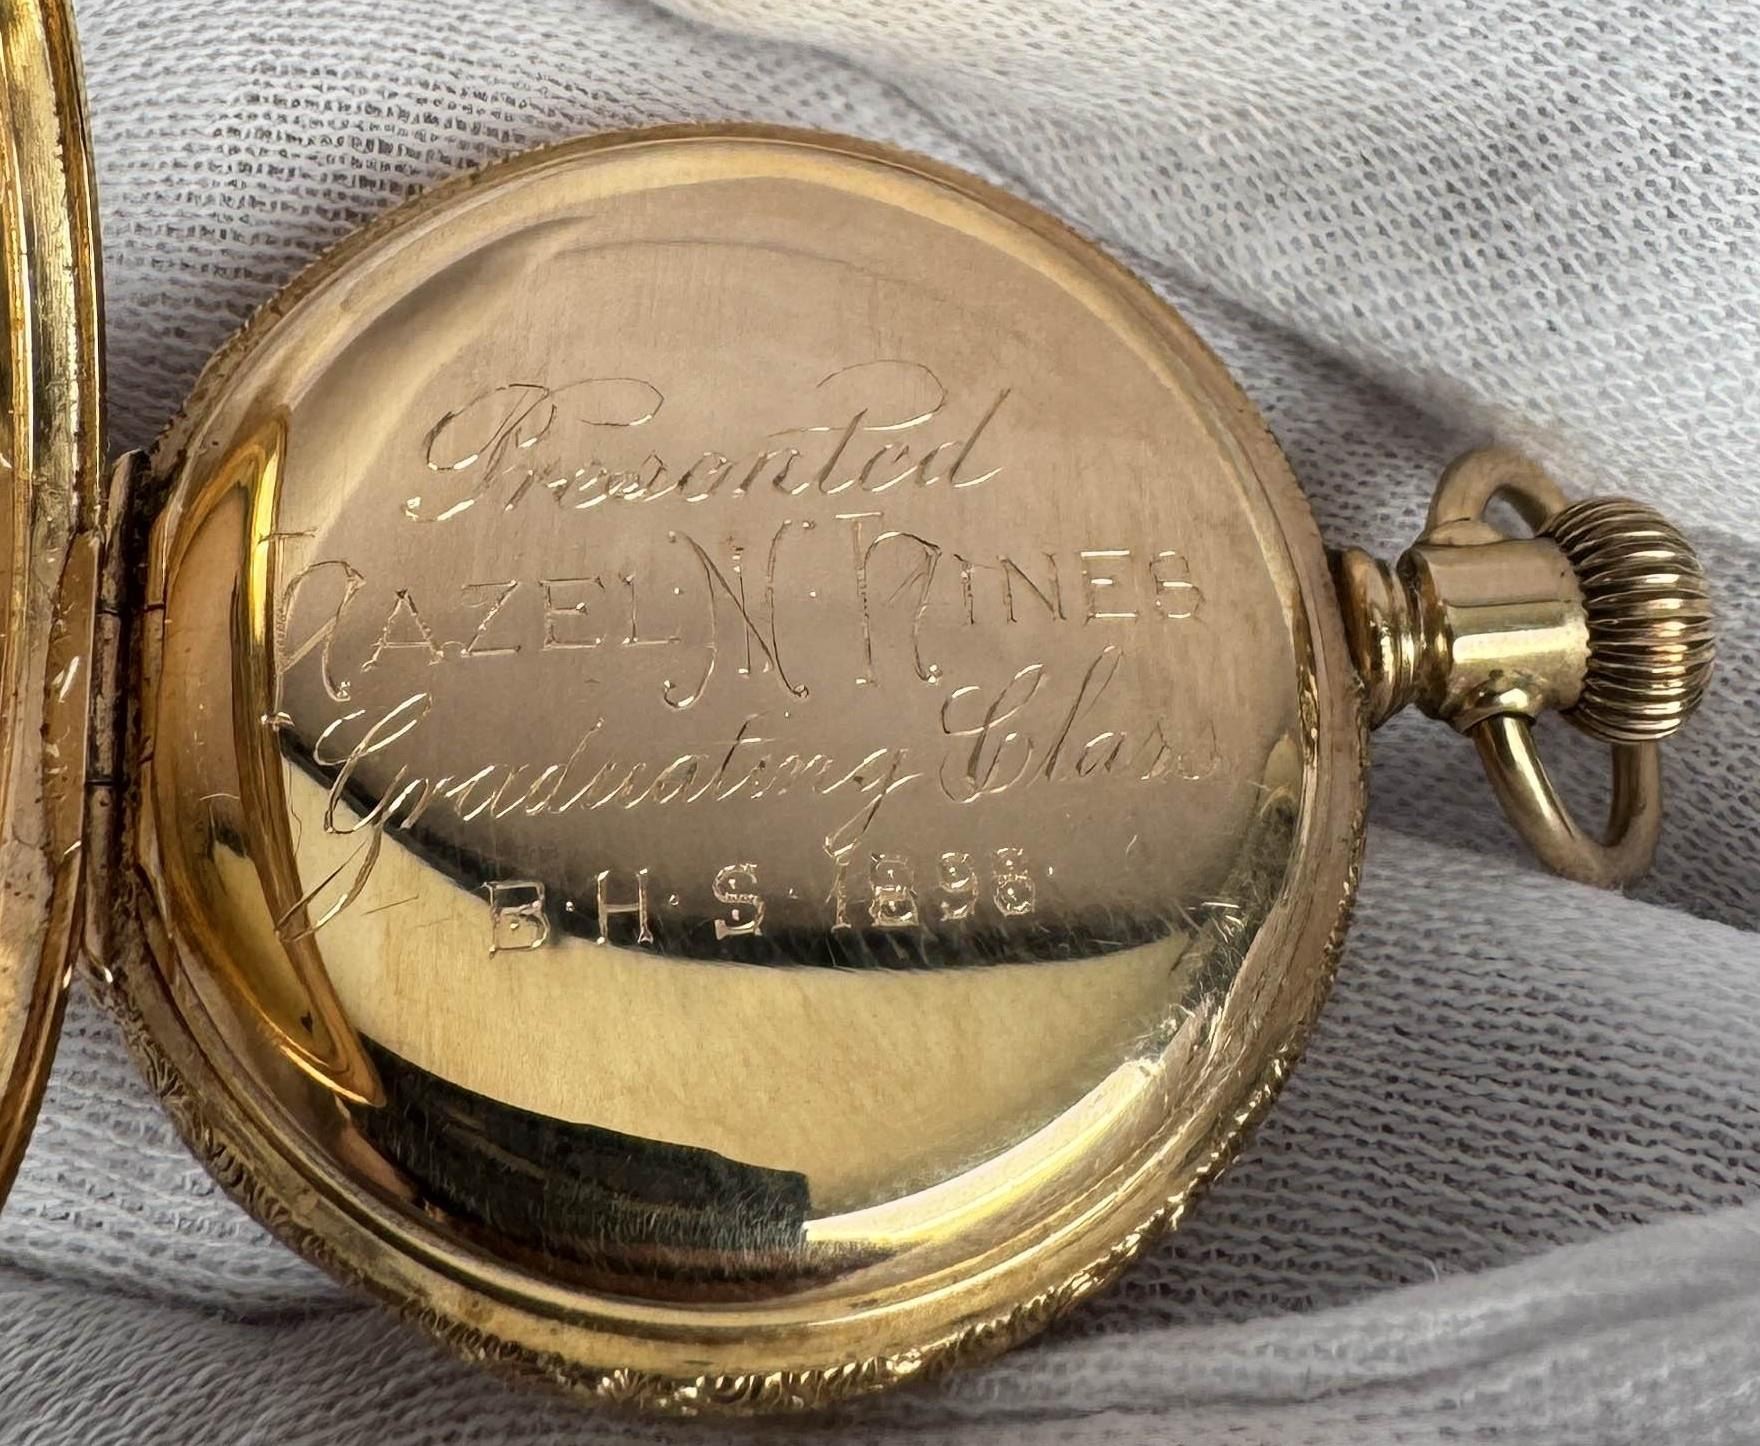 Presented
HAZEL·N·HINES
Graduating Class
B·H·S·1898·